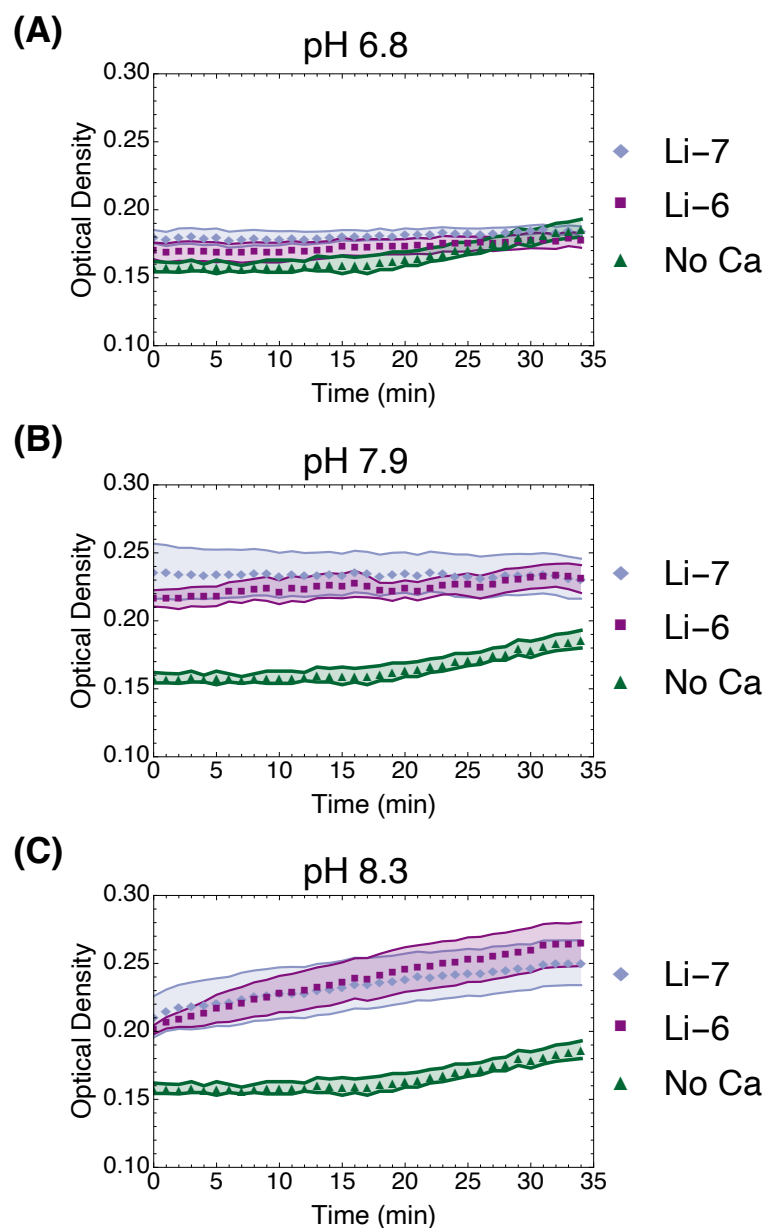 (A)
pH 6.8
0.30
0.25
0.20
0.15
0.10
Optical Density
0 5 10 15 20 25 30 35
Time (min)
Li−7
Li−6
No Ca
(B)
pH 7.9
0.30
0.25
0.20
0.15
0.10
Optical Density
0 5 10 15 20 25 30 35
Time (min)
Li−7
Li−6
No Ca
(C)
pH 8.3
0.30
0.25
0.20
0.15
0.10
Optical Density
0 5 10 15 20 25 30 35
Time (min)
Li−7
Li−6
No Ca